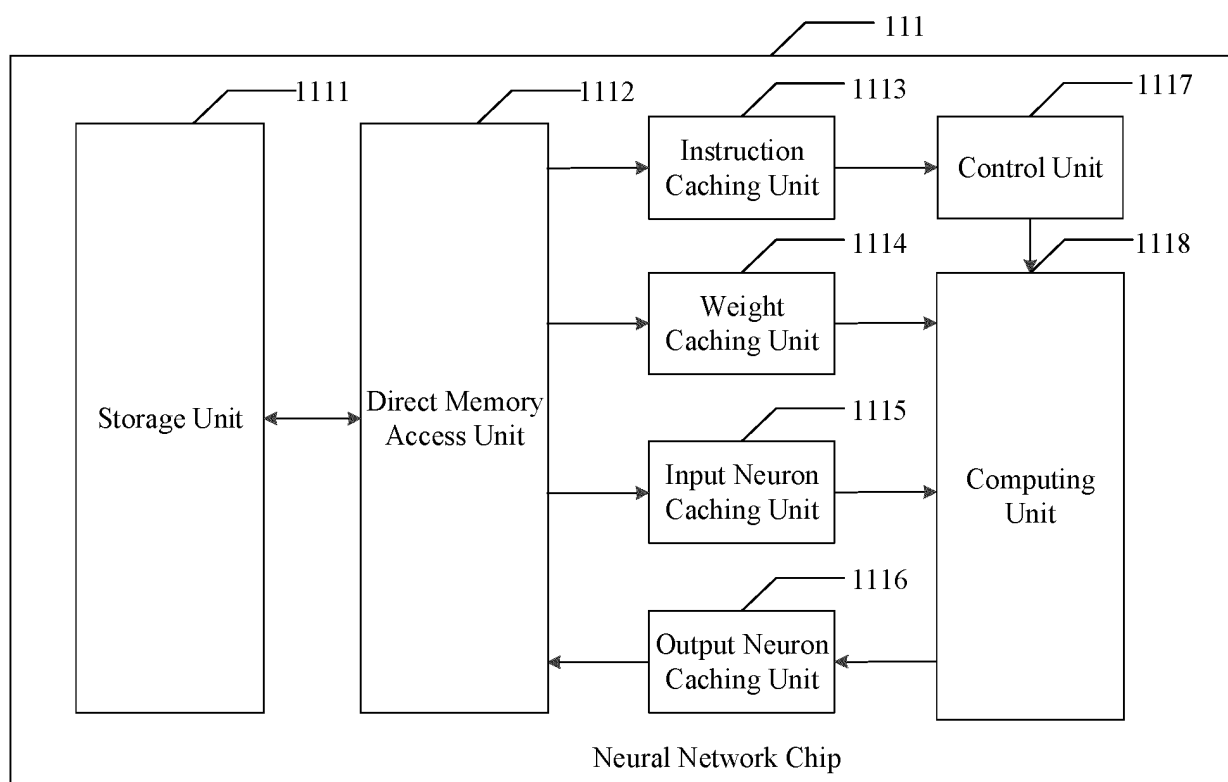 111
1111
1112
1113
1117
Instruction
Caching Unit
Control Unit
1114
1118
Weight
Caching Unit
Storage Unit
Direct Memory
Access Unit
1115
Input Neuron
Caching Unit
Computing
Unit
1116
Output Neuron
Caching Unit
Neural Network Chip